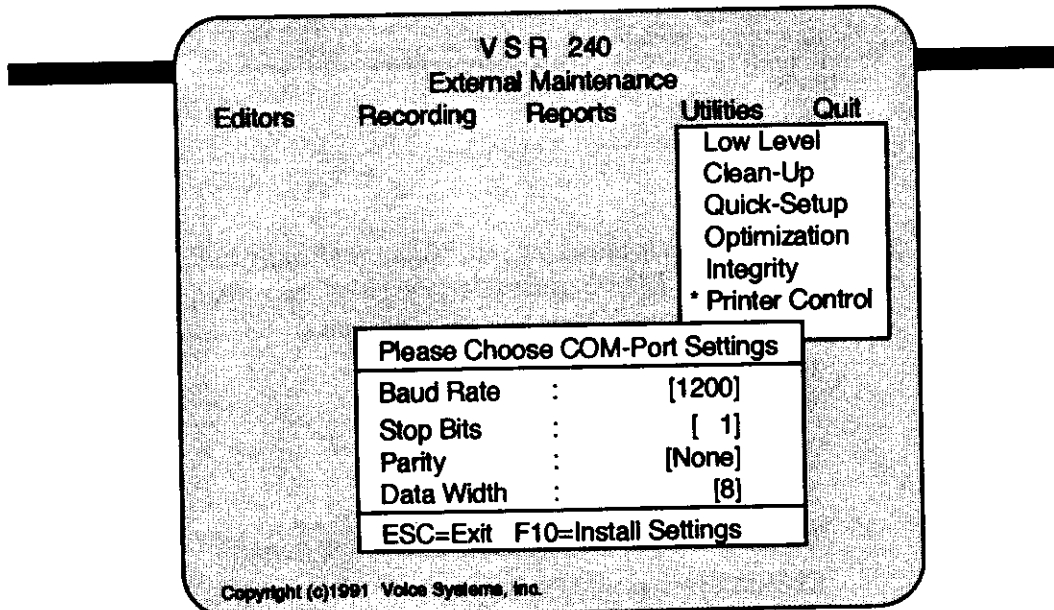 VSR 240
External Maintenance
Editors Recording Reports Utilities Quit
Low Level
Clean-Up
Quick-Setup
Optimization
Integrity
* Printer Control
Please Choose COM-Port Settings
Baud Rate : [1200]
Stop Bits : [ 1]
Parity : [None]
Data Width : [8]
ESC=Exit F10=Install Settings
Copyright (c)1991 Voice Systems, Inc.